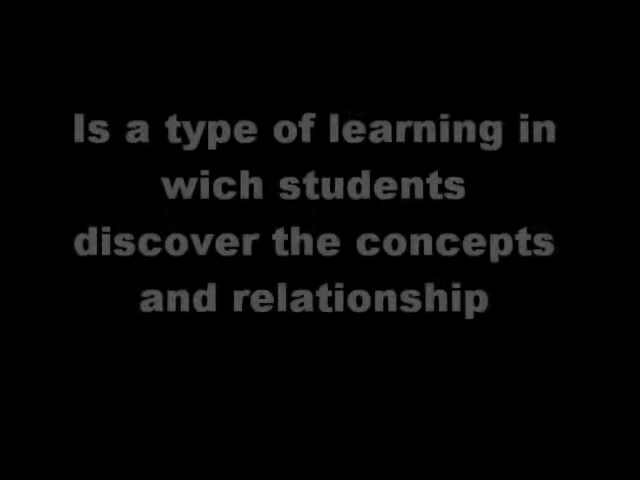 Is a type of learning in
wich students
discover the concepts
and relationship